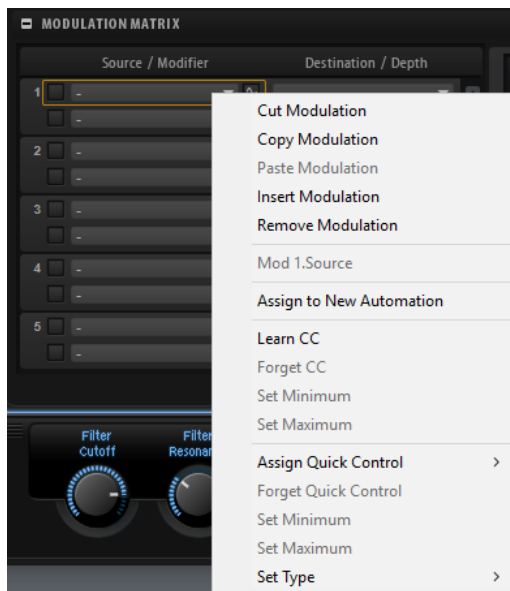 MODULATION MATRIX
Source / Modifier Destination / Depth
1 -
-
2 -
-
3 -
-
4 -
-
5 -
-
Filter
Cutoff
Filter
Cut Modulation
Copy Modulation
Paste Modulation
Insert Modulation
Remove Modulation
Mod 1.Source
Assign to New Automation
Learn CC
Forget CC
Set Minimum
Set Maximum
Assign Quick Control
Forget Quick Control
Set Minimum
Set Maximum
Set Type